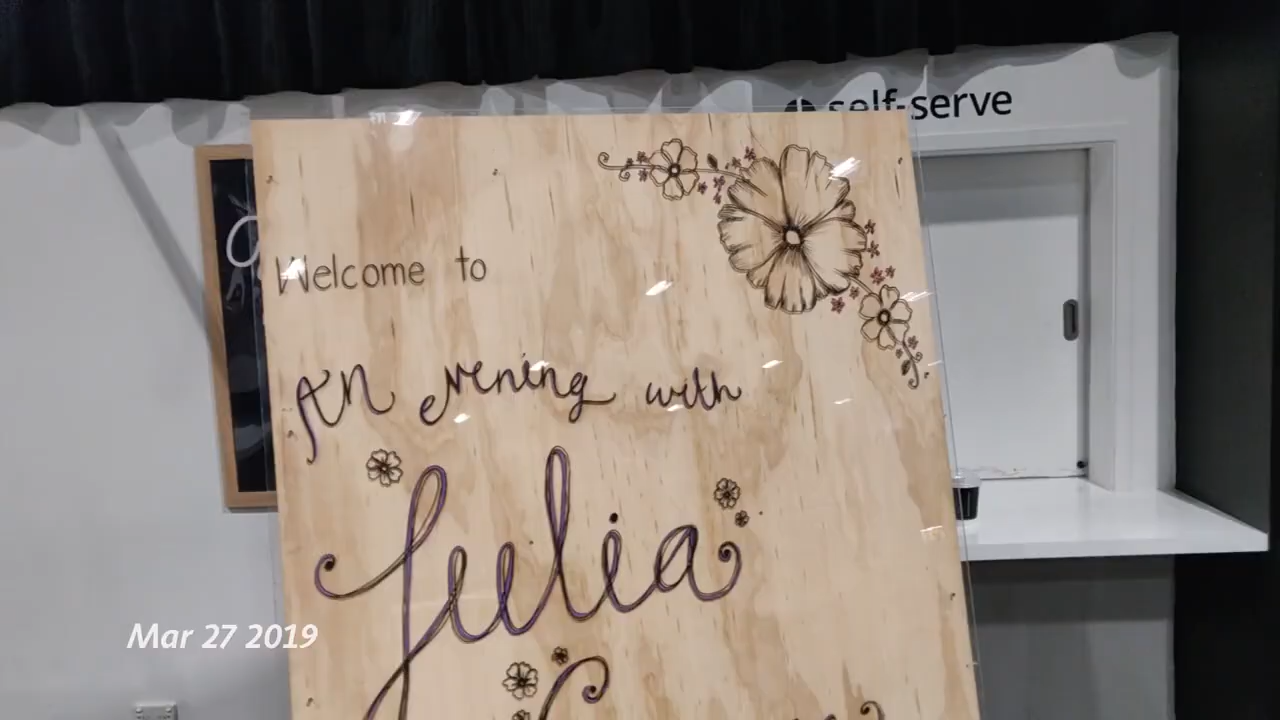 self-serve
Welcome to
An evening with
Julia
Mar 27 2019